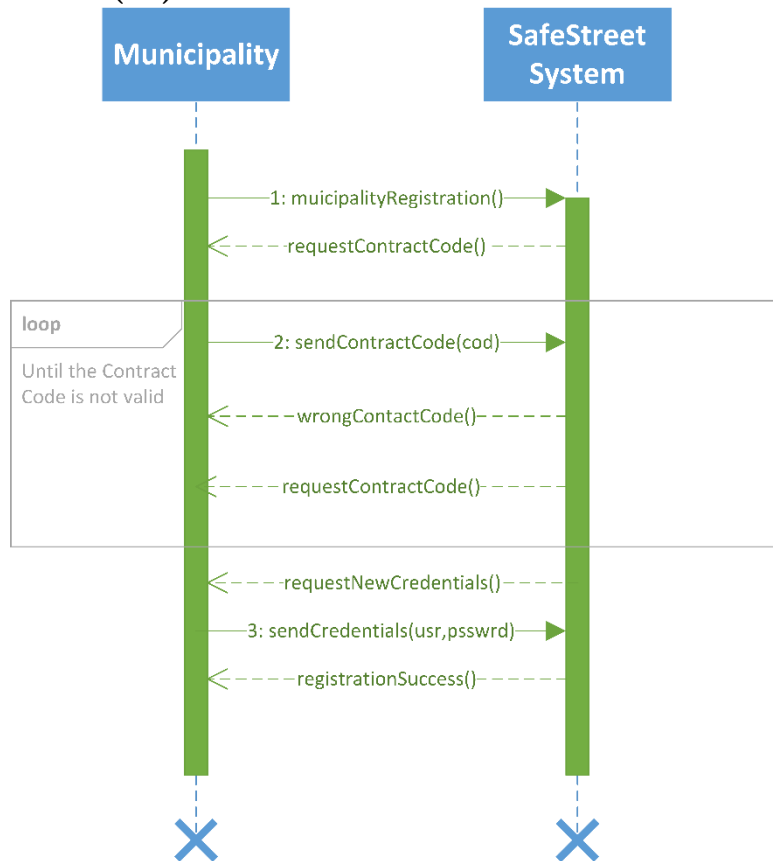 Municipality
SafeStreet
System
1: muicipalityRegistration()
requestContractCode()
loop
Until the Contract
Code is not valid
2: sendContractCode(cod)
wrongContactCode()
requestContractCode()
requestNewCredentials()
3: sendCredentials(usr,psswrd)
registrationSuccess()